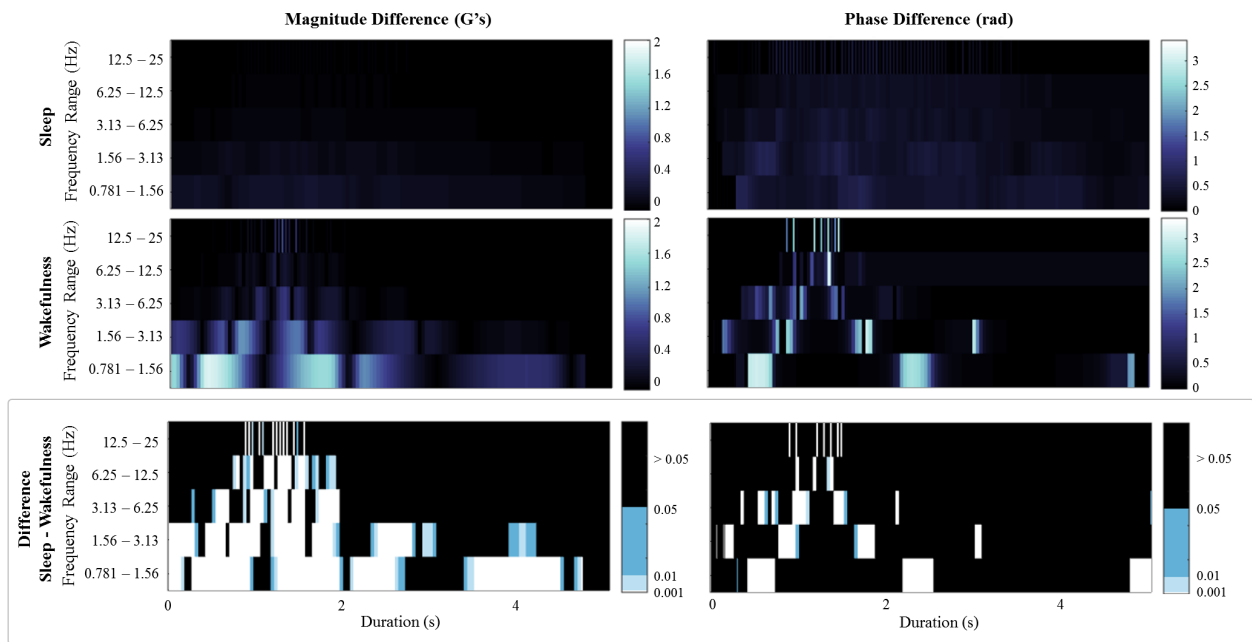 Magnitude Difference (G's)
Phase Difference (rad)
Sleep
Frequency Range (Hz)
12.5 – 25
6.25 – 12.5
3.13 – 6.25
1.56 – 3.13
0.781 – 1.56
2
1.6
1.2
0.8
0.4
0
3
2.5
2
1.5
1
0.5
0
Wakefulness
Frequency Range (Hz)
12.5 – 25
6.25 – 12.5
3.13 – 6.25
1.56 – 3.13
0.781 – 1.56
2
1.6
1.2
0.8
0.4
0
3
2.5
2
1.5
1
0.5
0
Difference
Sleep - Wakefulness
Frequency Range (Hz)
12.5 – 25
6.25 – 12.5
3.13 – 6.25
1.56 – 3.13
0.781 – 1.56
> 0.05
0.05
0.01
0.001
> 0.05
0.05
0.01
0.001
0
2
4
Duration (s)
0
2
4
Duration (s)